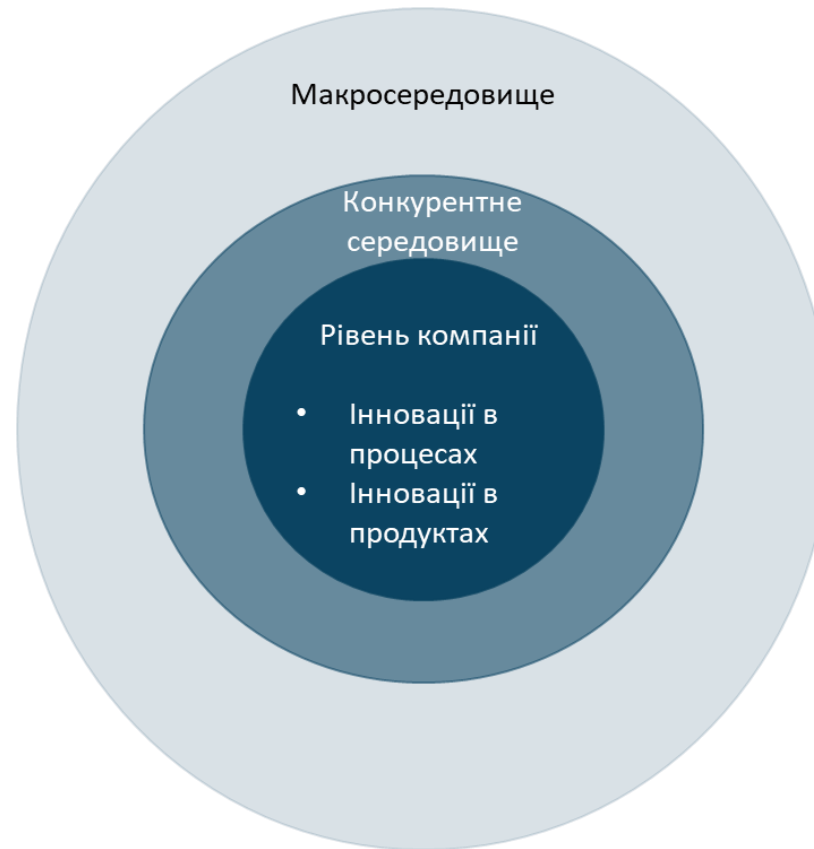 Макросередовище
Конкурентне
середовище
Рівень компанії
• Інновації в
процесах
• Інновації в
продуктах